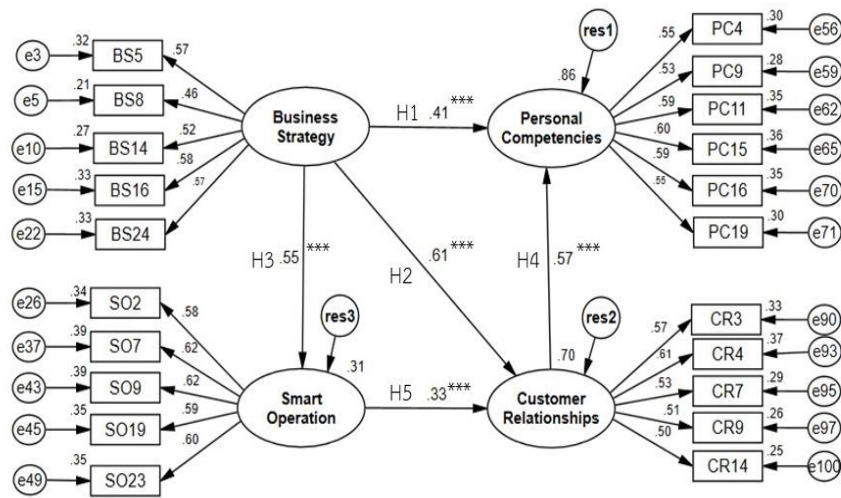 e3
.32
BS5
.57
e5
.21
BS8
.46
e10
.27
BS14
.52
e15
.33
BS16
.58
e22
.33
BS24
.57
Business
Strategy
H1 .41 ***
res1
.86
Personal
Competencies
.55
PC4
.30
e56
.53
PC9
.28
e59
.59
PC11
.35
e62
.60
PC15
.36
e65
.59
PC16
.35
e70
.55
PC19
.30
e71
H3 .55 ***
H2
.61 ***
H4 .57 ***
e26
.34
SO2
.58
e37
.39
SO7
.62
e43
.39
SO9
.62
e45
.35
SO19
.59
e49
.35
SO23
.60
res3
.31
Smart
Operation
H5 .33 ***
res2
.70
Customer
Relationships
.57
CR3
.33
e90
.61
CR4
.37
e93
.53
CR7
.29
e95
.51
CR9
.26
e97
.50
CR14
.25
e100